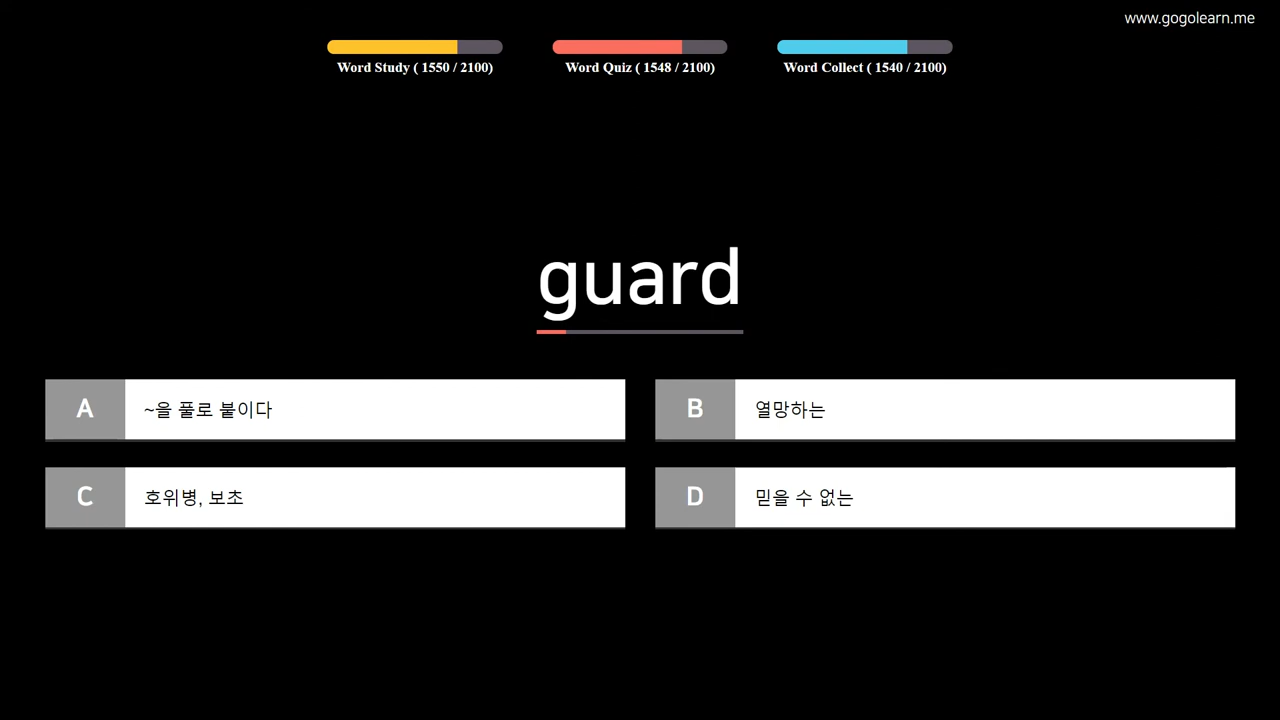 www.gogolearn.me
Word Study ( 1550 / 2100)
Word Quiz ( 1548 / 2100)
Word Collect ( 1540 / 2100)
guard
A ~을 풀로 붙이다
B 열망하는
C 호위병, 보초
D 믿을 수 없는